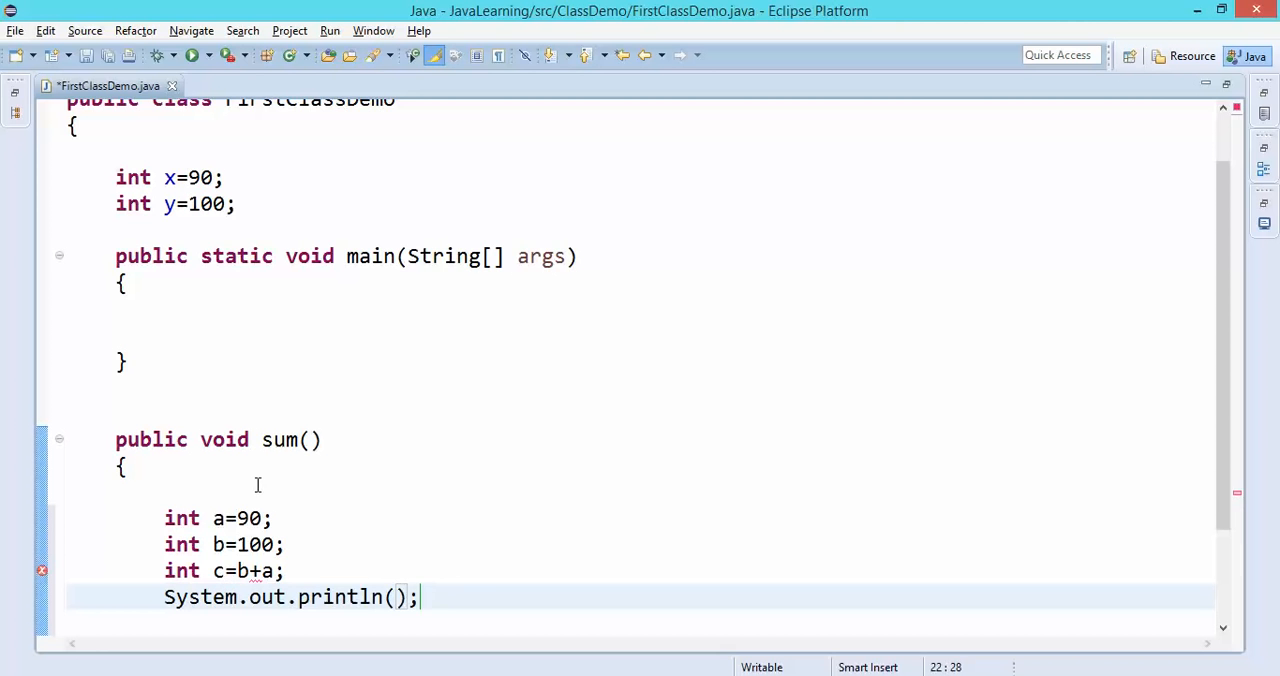 Java - JavaLearning/src/ClassDemo/FirstClassDemo.java - Eclipse Platform
File Edit Source Refactor Navigate Search Project Run Window Help
Quick Access Resource Java
*FirstClassDemo.java
public class FirstClassDemo
{
int x=90;
int y=100;
public static void main(String[] args)
{
}
public void sum()
{
int a=90;
int b=100;
int c=b+a;
System.out.println();
Writable Smart Insert 22:28